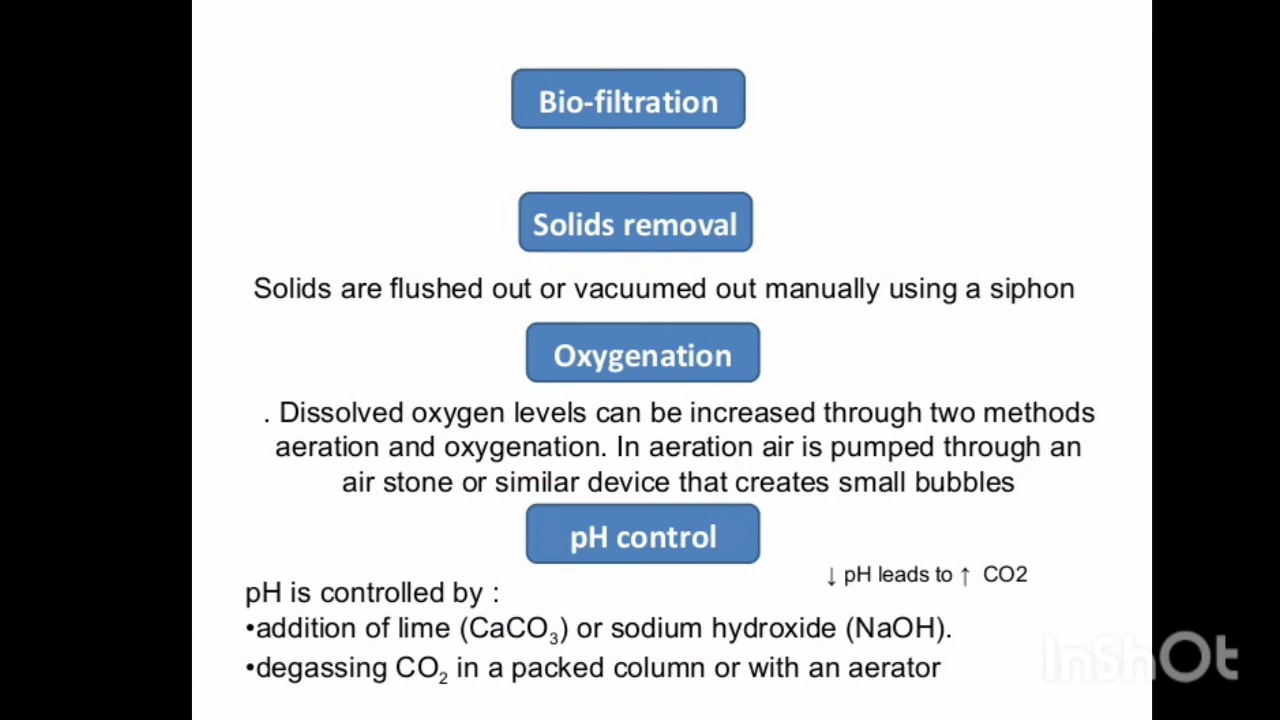 Bio-filtration
Solids removal
Solids are flushed out or vacuumed out manually using a siphon
Oxygenation
. Dissolved oxygen levels can be increased through two methods
aeration and oxygenation. In aeration air is pumped through an
air stone or similar device that creates small bubbles
pH control
↓ pH leads to ↑ CO2
pH is controlled by :
•addition of lime (CaCO₃) or sodium hydroxide (NaOH).
•degassing CO₂ in a packed column or with an aerator
InShOt